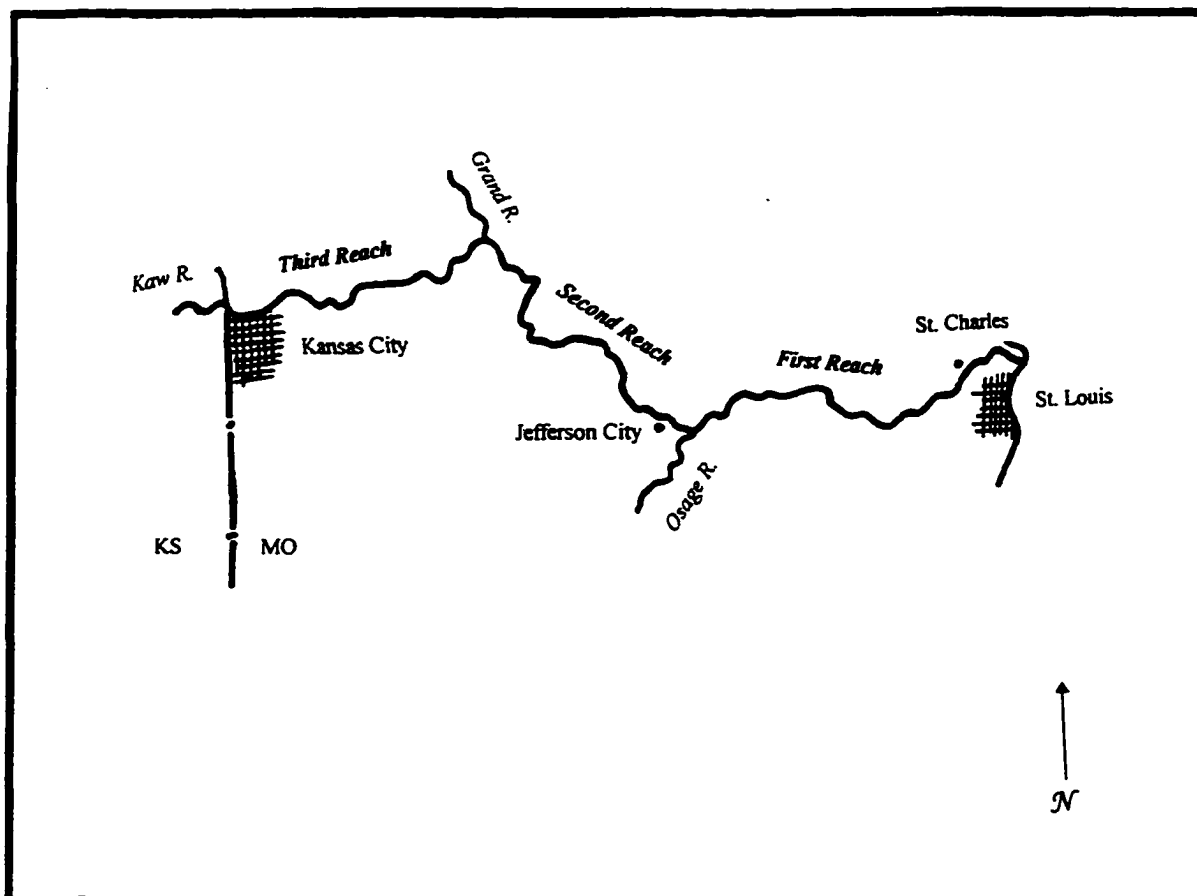 Grand R.
Third Reach
Kaw R.
Second Reach
St. Charles
Kansas City
First Reach
St. Louis
Jefferson City
Osage R.
KS
MO
N